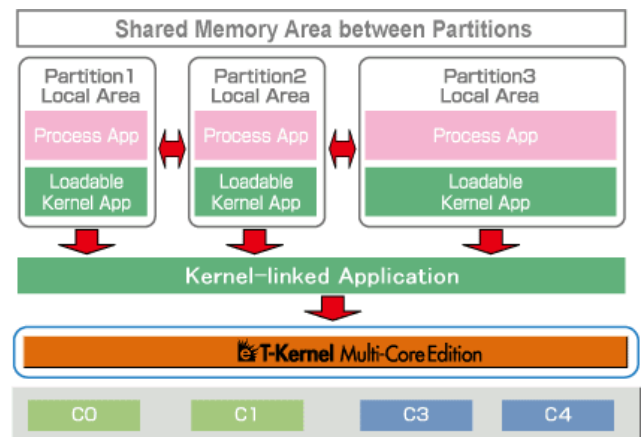 Shared Memory Area between Partitions
Partition1
Local Area
Process App
Loadable
Kernel App
Partition2
Local Area
Process App
Loadable
Kernel App
Partition3
Local Area
Process App
Loadable
Kernel App
Kernel-linked Application
eT-Kernel Multi-Core Edition
C0
C1
C3
C4